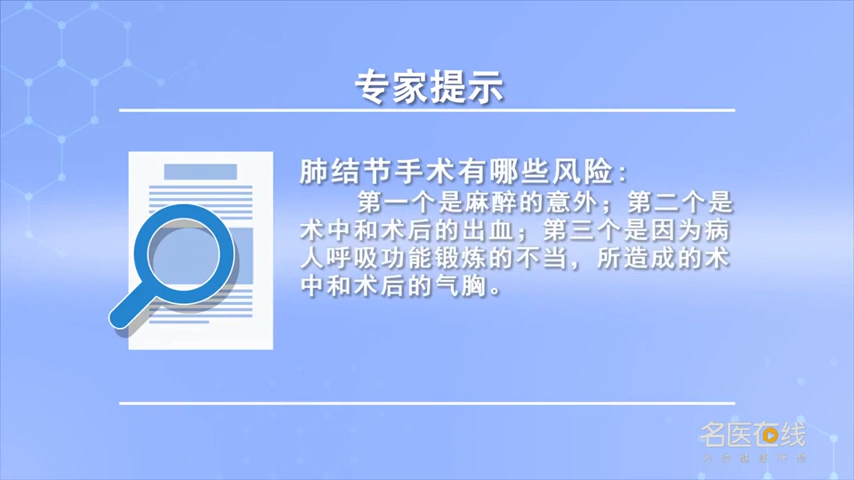 专家提示
肺结节手术有哪些风险：
第一个是麻醉的意外；第二个是
术中和术后的出血；第三个是因为病
人呼吸功能锻炼的不当，所造成的术
中和术后的气胸。
名医在线